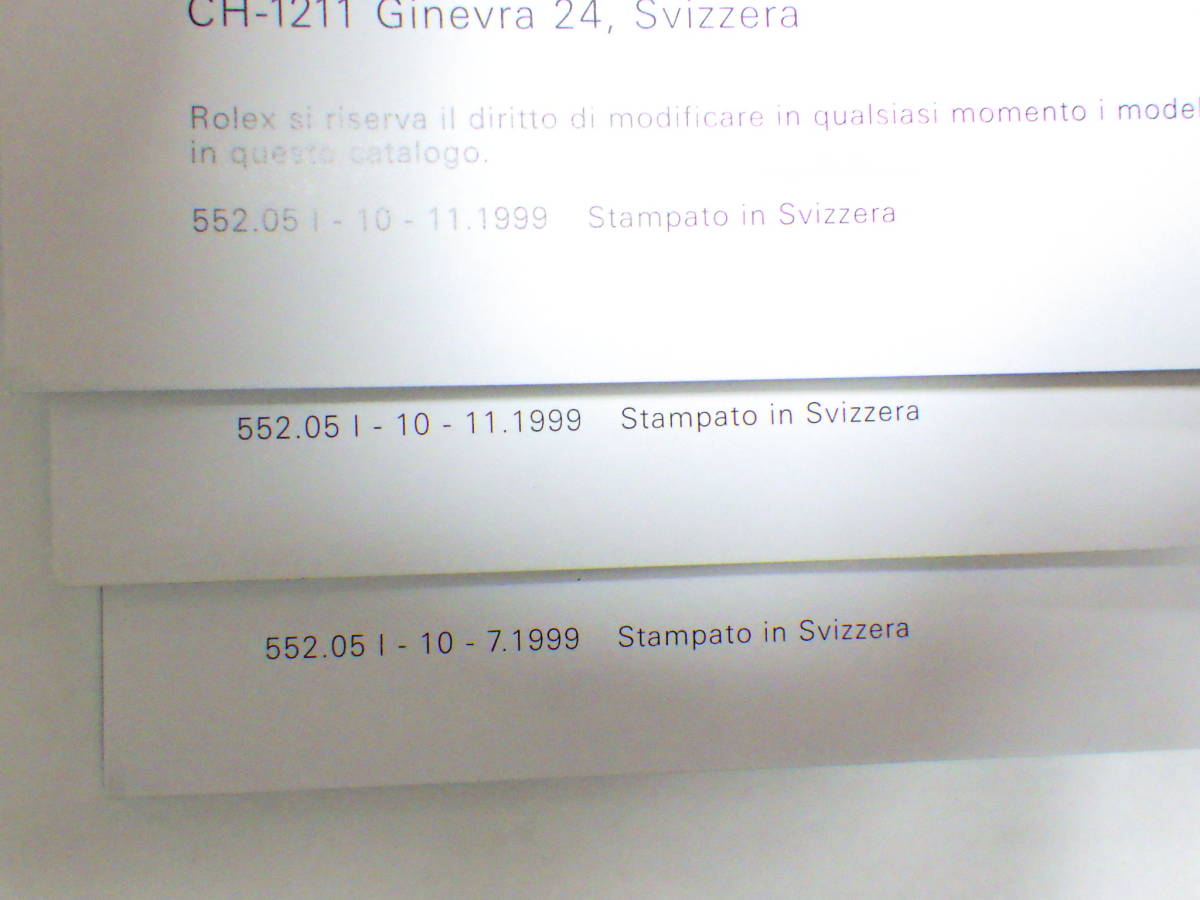 CH-1211 Ginevra 24, Svizzera
Rolex si riserva il diritto di modificare in qualsiasi momento i model
in questo catalogo.
552.05 I - 10 - 11.1999 Stampato in Svizzera
552.05 I - 10 - 11.1999 Stampato in Svizzera
552.05 I - 10 - 7.1999 Stampato in Svizzera